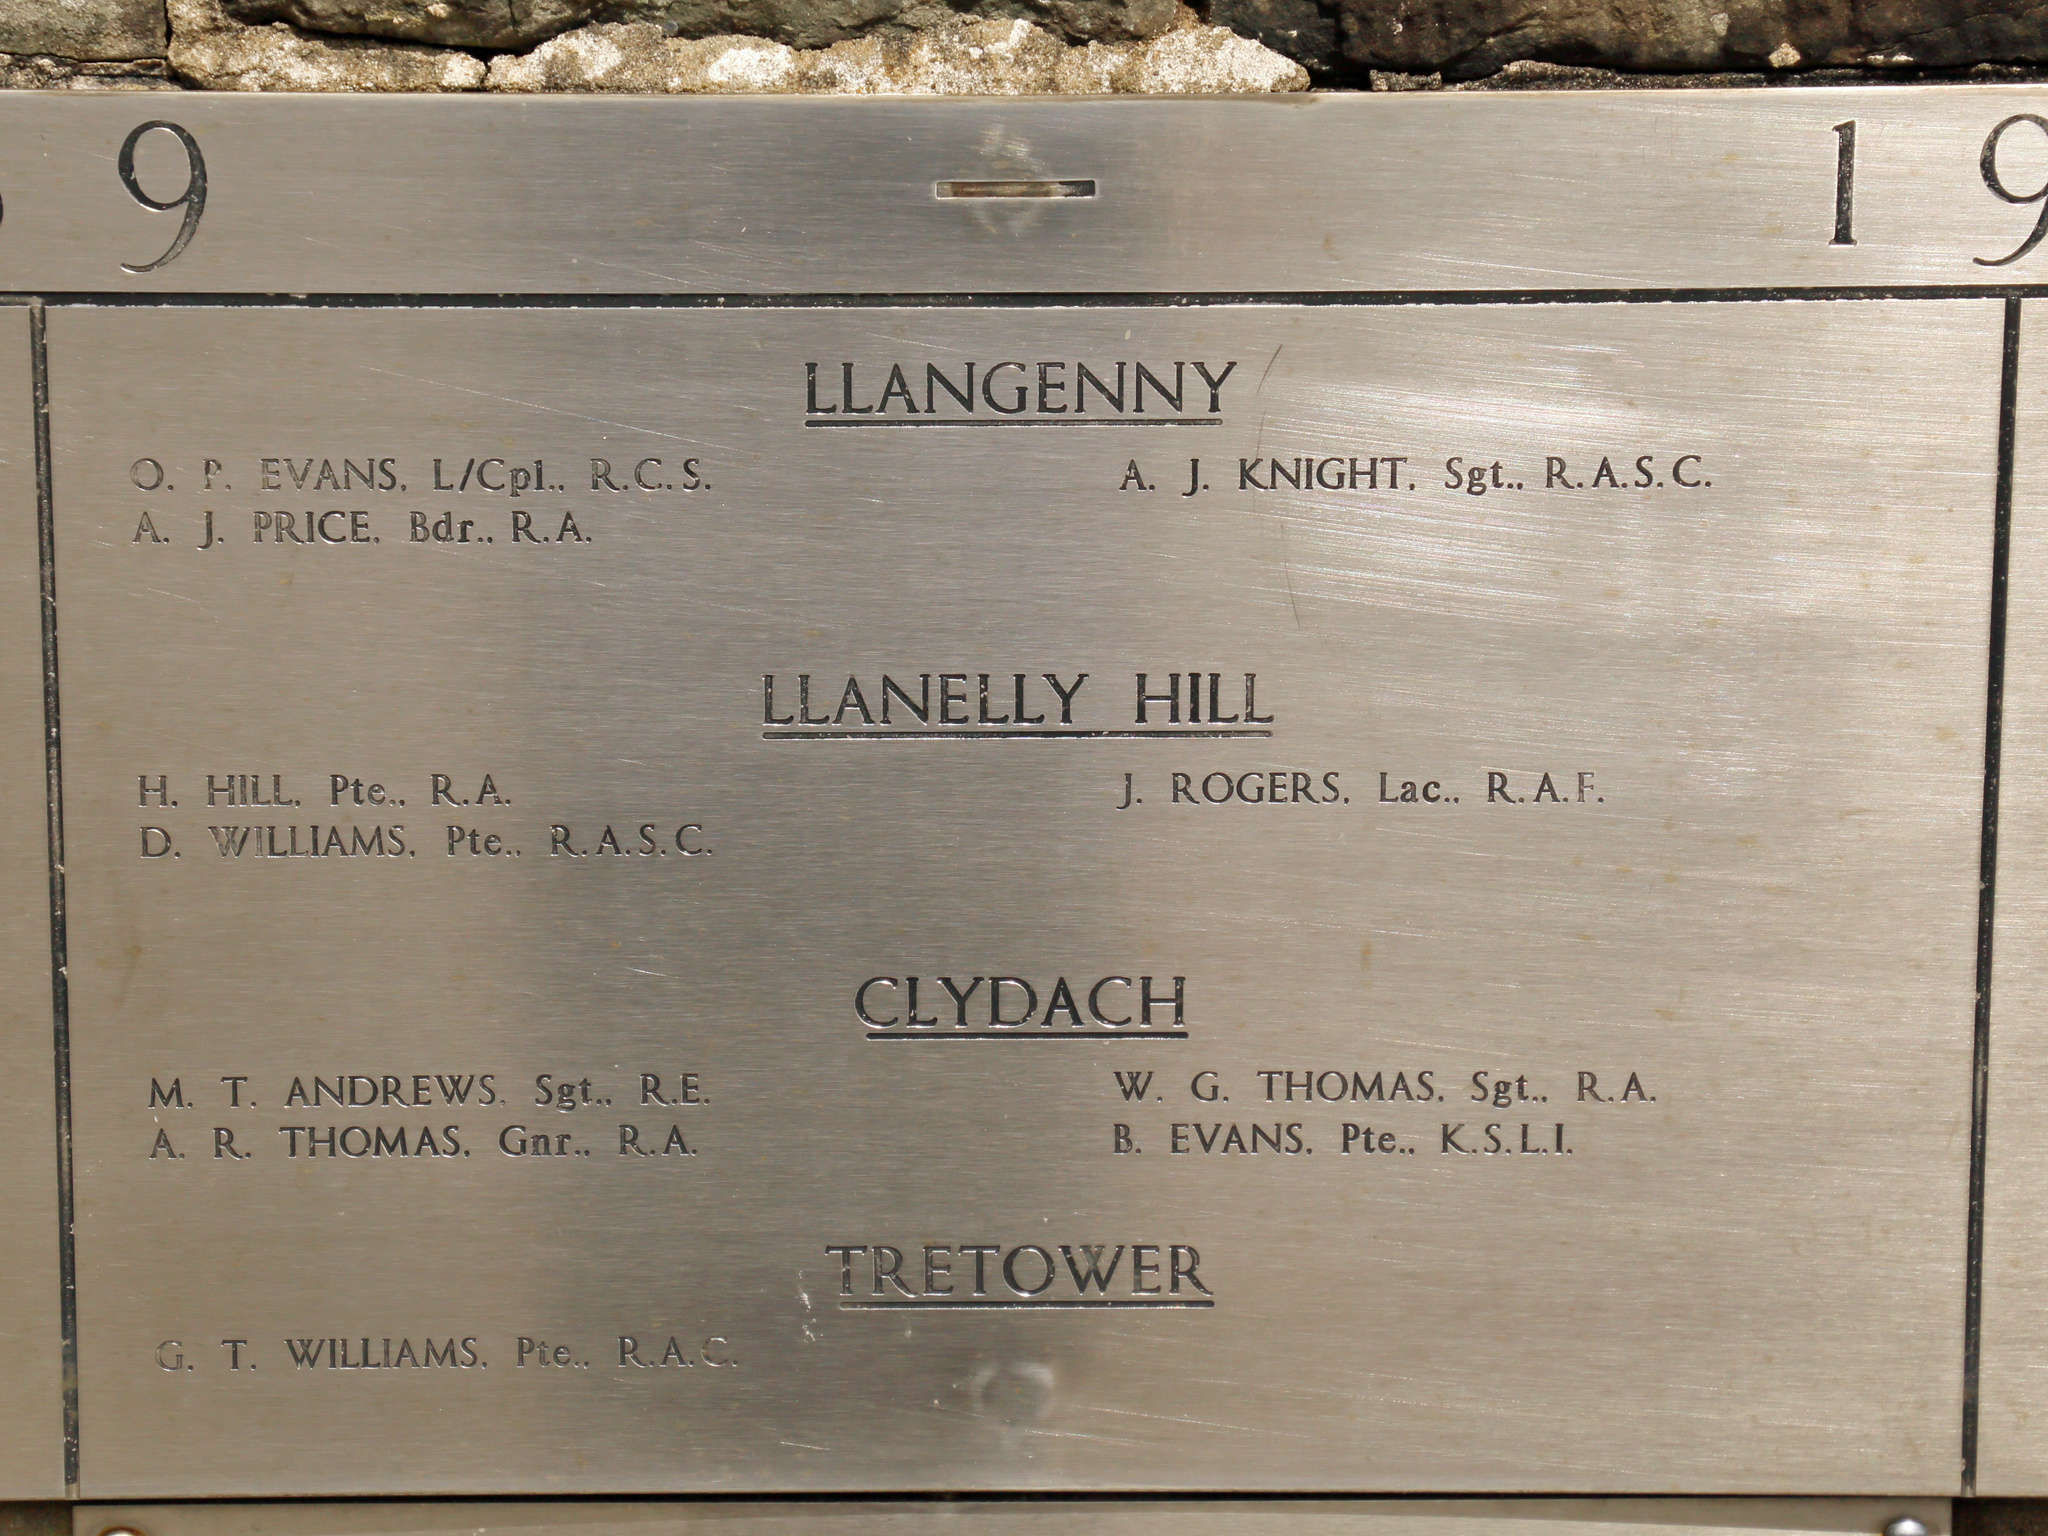 9 — 19
LLANGENNY
O. P. EVANS, L/Cpl., R.C.S.
A. J. KNIGHT, Sgt., R.A.S.C.
A. J. PRICE, Bdr., R.A.
LLANELLY HILL
H. HILL, Pte., R.A.
J. ROGERS, Lac., R.A.F.
D. WILLIAMS, Pte., R.A.S.C.
CLYDACH
M. T. ANDREWS, Sgt., R.E.
W. G. THOMAS, Sgt., R.A.
A. R. THOMAS, Gnr., R.A.
B. EVANS, Pte., K.S.L.I.
TRETOWER
G. T. WILLIAMS, Pte., R.A.C.